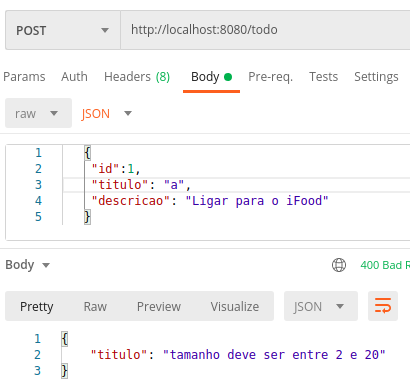 POST http://localhost:8080/todo
Params Auth Headers (8) Body Pre-req. Tests Settings
raw JSON
1 {
2 "id":1,
3 "titulo": "a",
4 "descricao": "Ligar para o iFood"
5 }
Body 400 Bad R
Pretty Raw Preview Visualize JSON
1 {
2 "titulo": "tamanho deve ser entre 2 e 20"
3 }